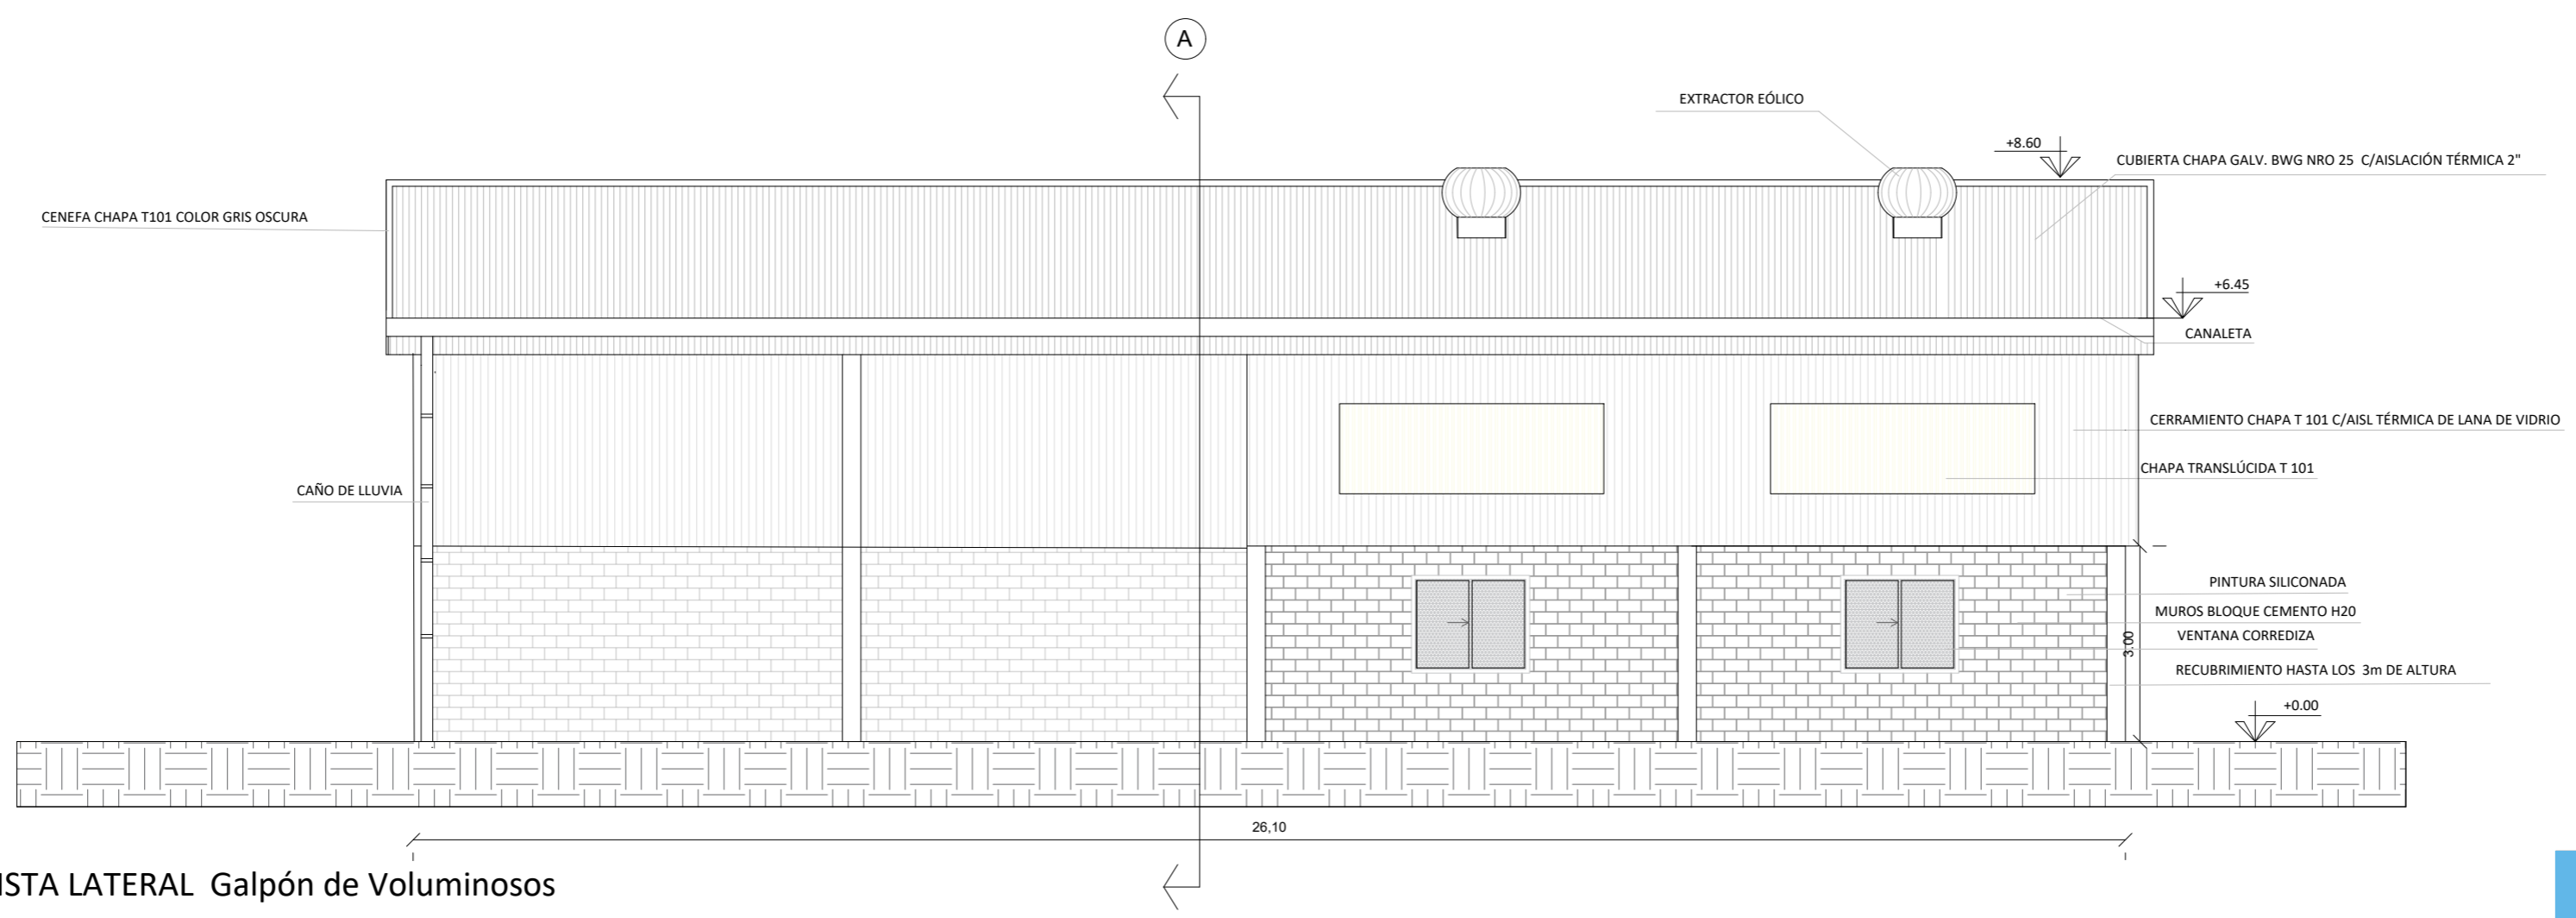 A
EXTRACTOR EÓLICO
+8.60
CUBIERTA CHAPA GALV. BWG NRO 25 C/AISLACIÓN TÉRMICA 2"
CENEFA CHAPA T101 COLOR GRIS OSCURA
+6.45
CANALETA
CERRAMIENTO CHAPA T 101 C/AISL TÉRMICA DE LANA DE VIDRIO
CHAPA TRANSLÚCIDA T 101
CAÑO DE LLUVIA
PINTURA SILICONADA
MUROS BLOQUE CEMENTO H20
VENTANA CORREDIZA
3.00
RECUBRIMIENTO HASTA LOS 3m DE ALTURA
+0.00
26,10
ISTA LATERAL Galpón de Voluminosos